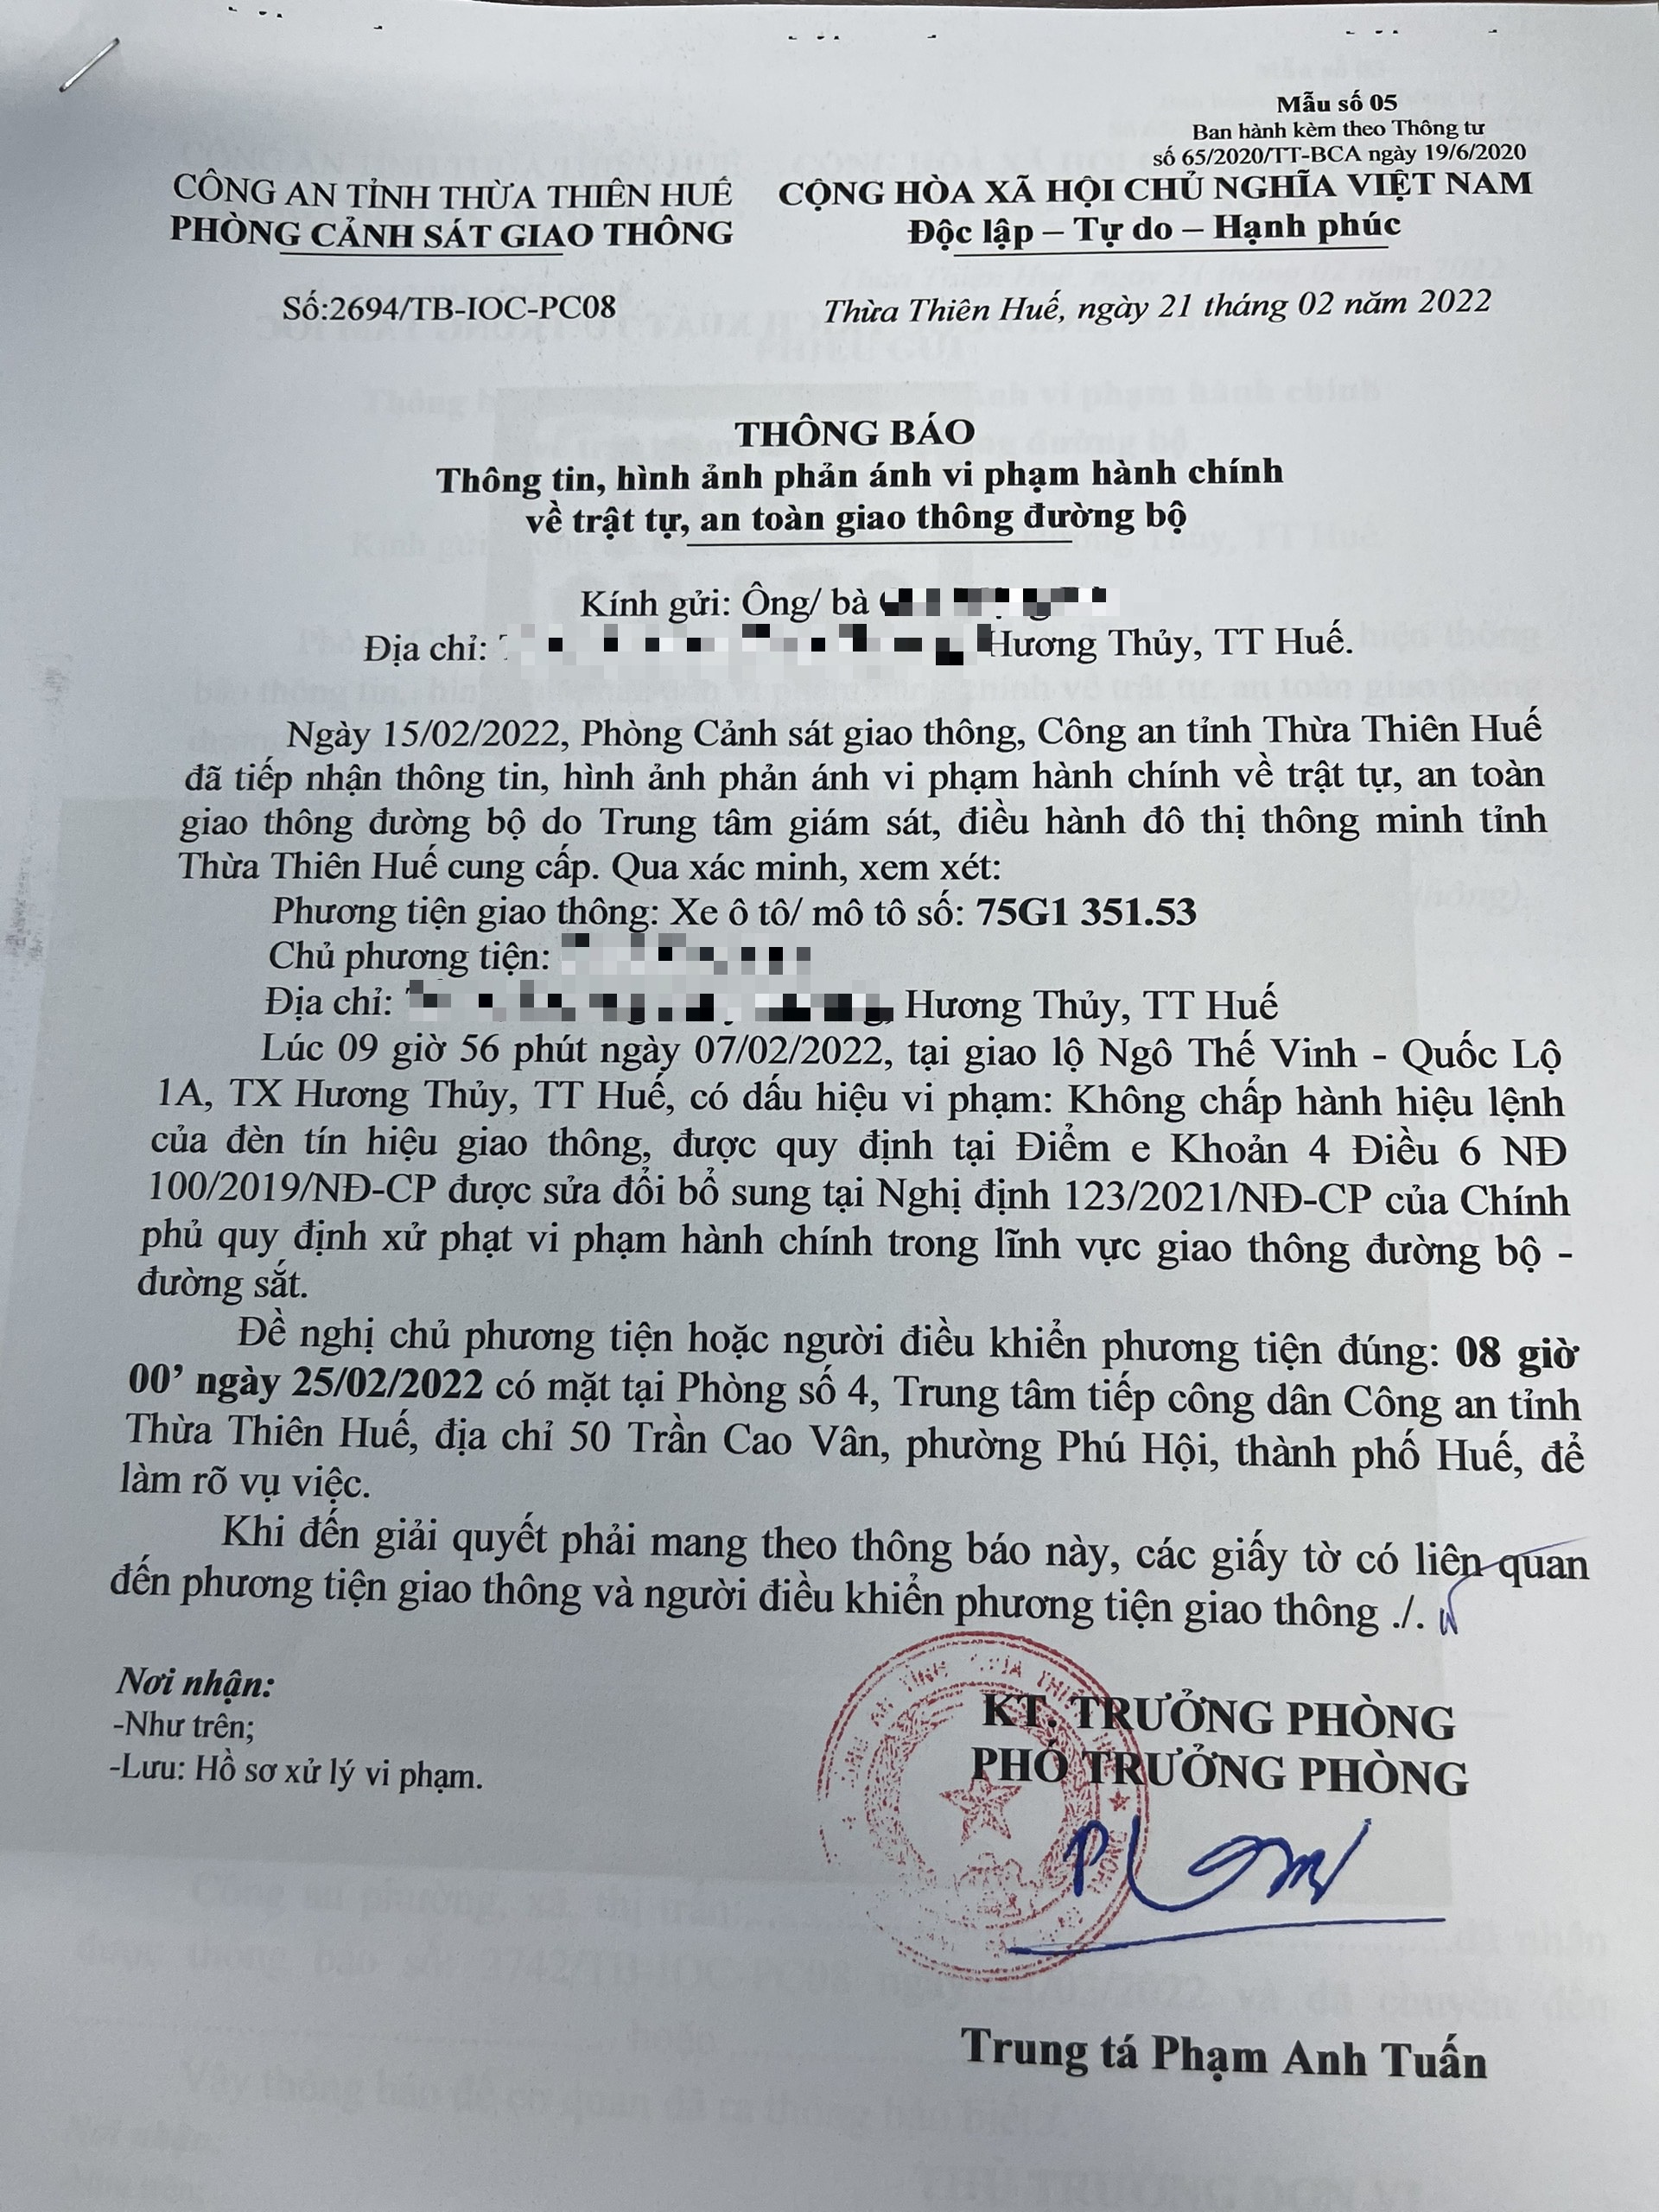 Mẫu số 05
Ban hành kèm theo Thông tư
số 65/2020/TT-BCA ngày 19/6/2020
CÔNG AN TỈNH THỪA THIÊN HUẾ
PHÒNG CẢNH SÁT GIAO THÔNG
CỘNG HÒA XÃ HỘI CHỦ NGHĨA VIỆT NAM
Độc lập – Tự do – Hạnh phúc
Số:2694/TB-IOC-PC08
Thừa Thiên Huế, ngày 21 tháng 02 năm 2022
THÔNG BÁO
Thông tin, hình ảnh phản ánh vi phạm hành chính
về trật tự, an toàn giao thông đường bộ
Kính gửi: Ông/ bà
Địa chỉ: Hương Thủy, TT Huế.
Ngày 15/02/2022, Phòng Cảnh sát giao thông, Công an tỉnh Thừa Thiên Huế
đã tiếp nhận thông tin, hình ảnh phản ánh vi phạm hành chính về trật tự, an toàn
giao thông đường bộ do Trung tâm giám sát, điều hành đô thị thông minh tỉnh
Thừa Thiên Huế cung cấp. Qua xác minh, xem xét:
Phương tiện giao thông: Xe ô tô/ mô tô số: 75G1 351.53
Chủ phương tiện:
Địa chỉ: , Hương Thủy, TT Huế
Lúc 09 giờ 56 phút ngày 07/02/2022, tại giao lộ Ngô Thế Vinh - Quốc Lộ
1A, TX Hương Thủy, TT Huế, có dấu hiệu vi phạm: Không chấp hành hiệu lệnh
của đèn tín hiệu giao thông, được quy định tại Điểm e Khoản 4 Điều 6 NĐ
100/2019/NĐ-CP được sửa đổi bổ sung tại Nghị định 123/2021/NĐ-CP của Chính
phủ quy định xử phạt vi phạm hành chính trong lĩnh vực giao thông đường bộ -
đường sắt.
Đề nghị chủ phương tiện hoặc người điều khiển phương tiện đúng: 08 giờ
00’ ngày 25/02/2022 có mặt tại Phòng số 4, Trung tâm tiếp công dân Công an tỉnh
Thừa Thiên Huế, địa chỉ 50 Trần Cao Vân, phường Phú Hội, thành phố Huế, để
làm rõ vụ việc.
Khi đến giải quyết phải mang theo thông báo này, các giấy tờ có liên quan
đến phương tiện giao thông và người điều khiển phương tiện giao thông ./.
Nơi nhận:
-Như trên;
-Lưu: Hồ sơ xử lý vi phạm.
KT. TRƯỞNG PHÒNG
PHÓ TRƯỞNG PHÒNG
Trung tá Phạm Anh Tuấn